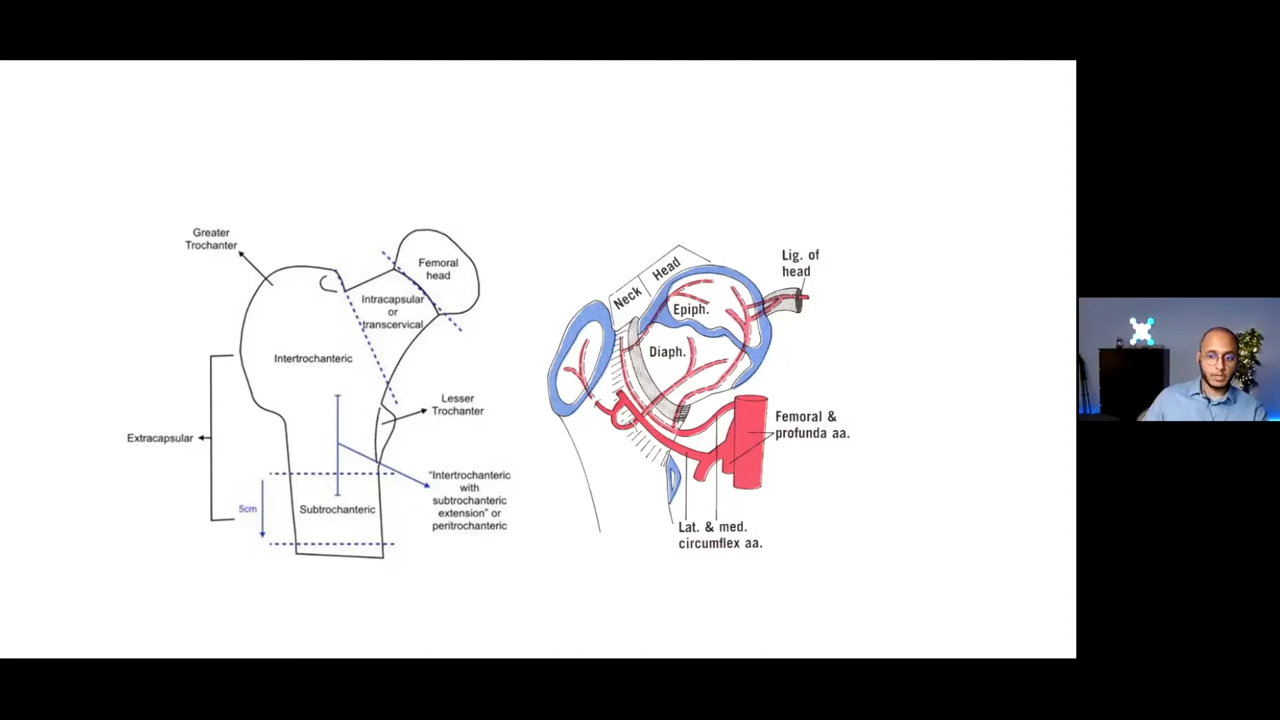 Greater
Trochanter
Femoral
head
Intracapsular
or
transcervical
Intertrochanteric
Lesser
Trochanter
Extracapsular
"Intertrochanteric
with
subtrochanteric
extension" or
peritrochanteric
5cm
Subtrochanteric
Lig. of
head
Head
Neck
Epiph.
Diaph.
Femoral &
profunda aa.
Lat. & med.
circumflex aa.